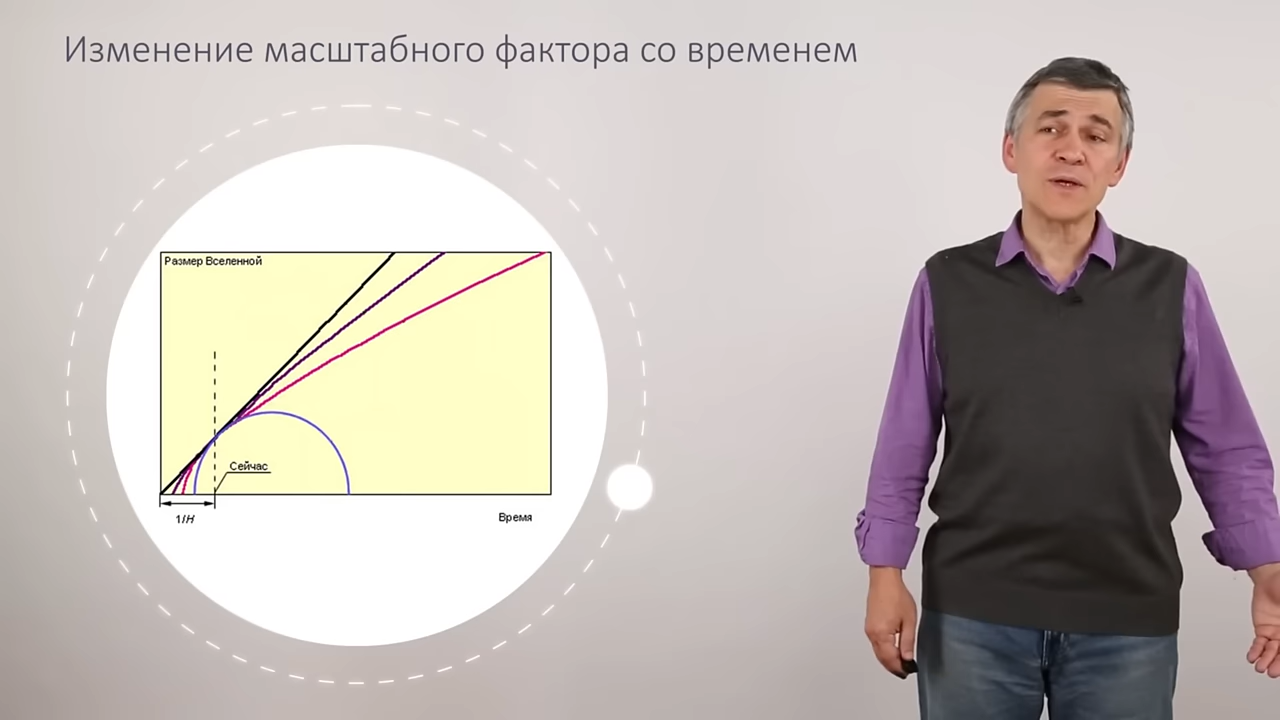 Изменение масштабного фактора со временем
Размер Вселенной
Сейчас
1/H
Время